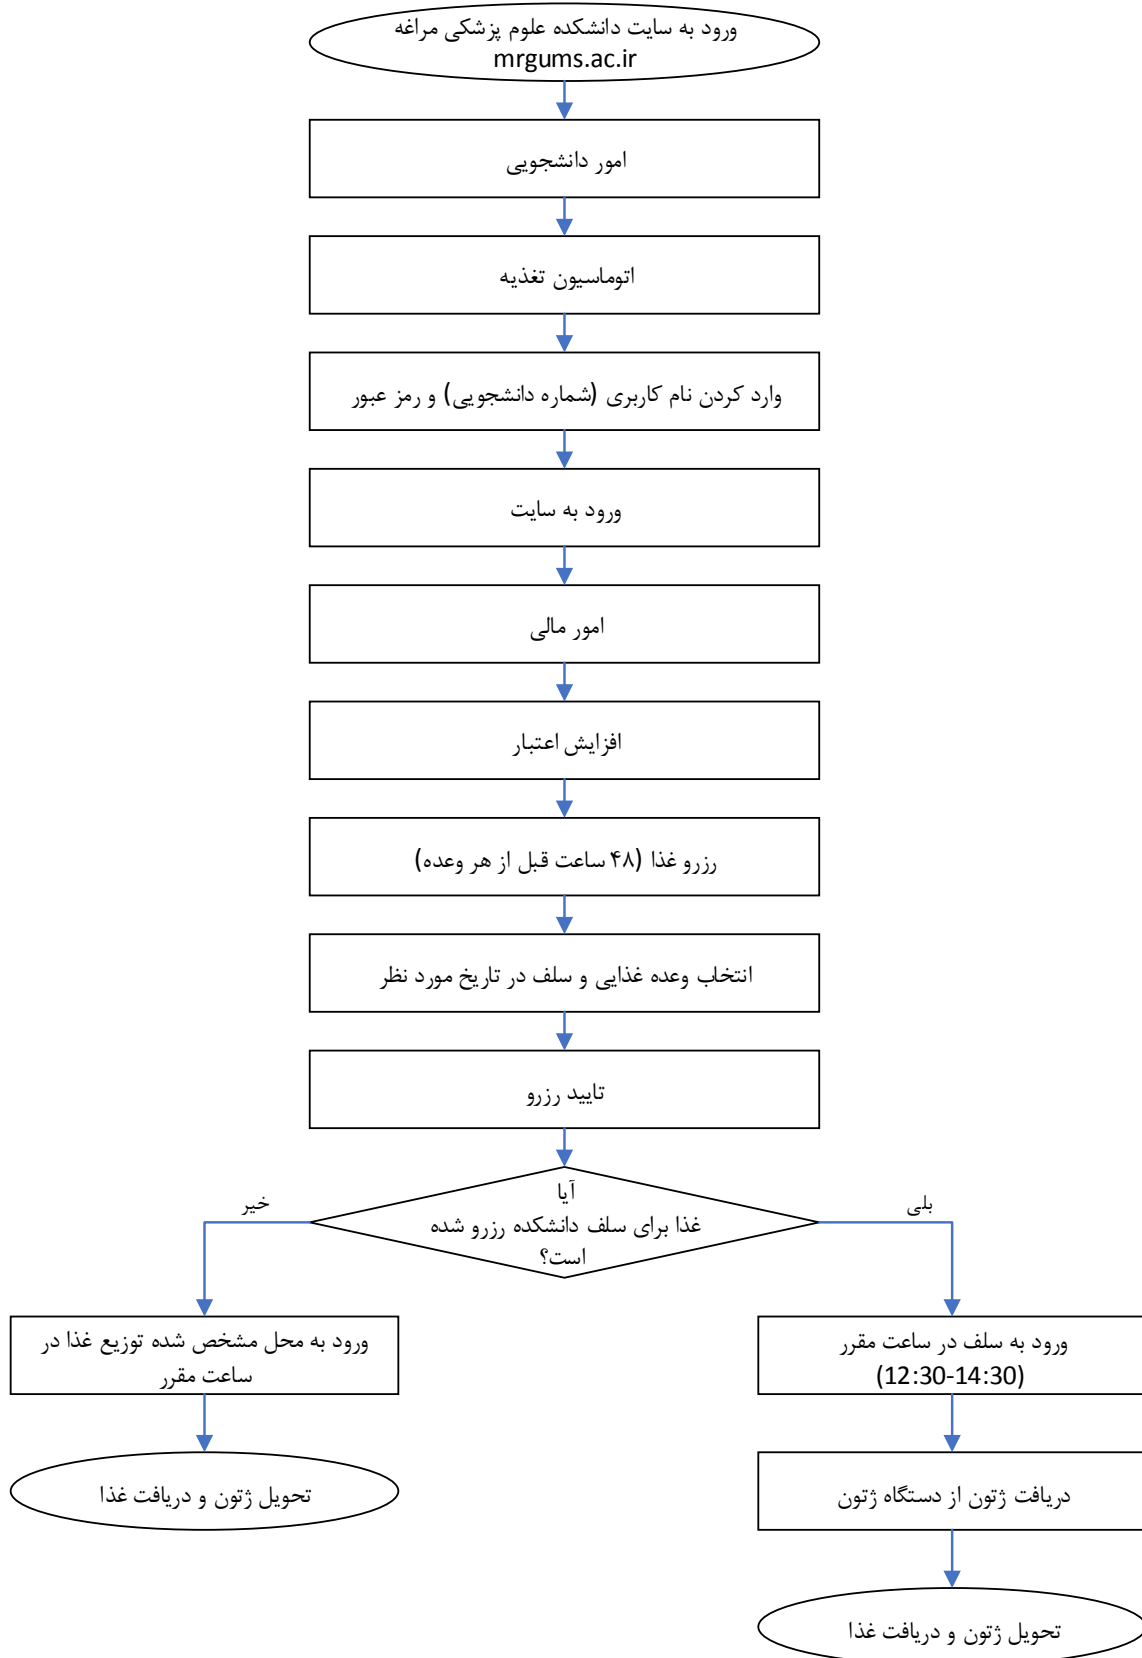 ورود به سایت دانشکده علوم پزشکی مراغه
mrgums.ac.ir
امور دانشجویی
اتوماسیون تغذیه
وارد کردن نام کاربری (شماره دانشجویی) و رمز عبور
ورود به سایت
امور مالی
افزایش اعتبار
رزرو غذا (۴۸ ساعت قبل از هر وعده)
انتخاب وعده غذایی و سلف در تاریخ مورد نظر
تایید رزرو
آیا
غذا برای سلف دانشکده رزرو شده
است؟
بلی
خیر
ورود به سلف در ساعت مقرر
(12:30-14:30)
دریافت ژتون از دستگاه ژتون
تحویل ژتون و دریافت غذا
ورود به محل مشخص شده توزیع غذا در
ساعت مقرر
تحویل ژتون و دریافت غذا